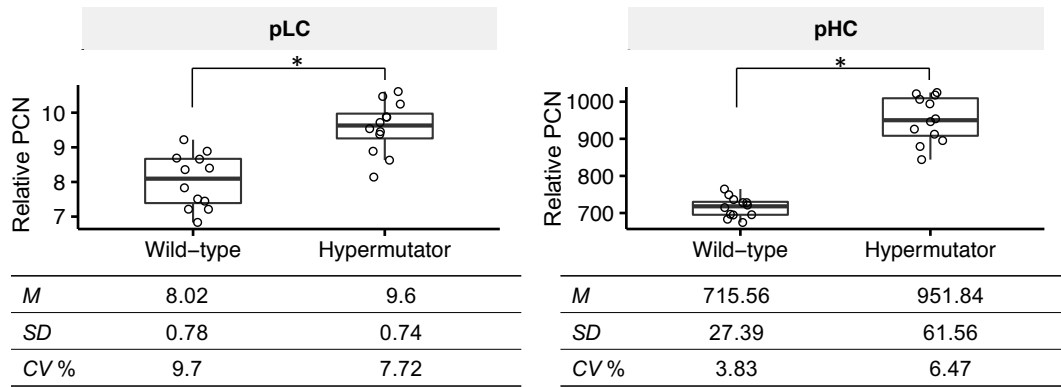 pLC
*
Relative PCN
10
9
8
7
Wild−type Hypermutator
M 8.02 9.6
SD 0.78 0.74
CV % 9.7 7.72
pHC
*
Relative PCN
1000
900
800
700
Wild−type Hypermutator
M 715.56 951.84
SD 27.39 61.56
CV % 3.83 6.47